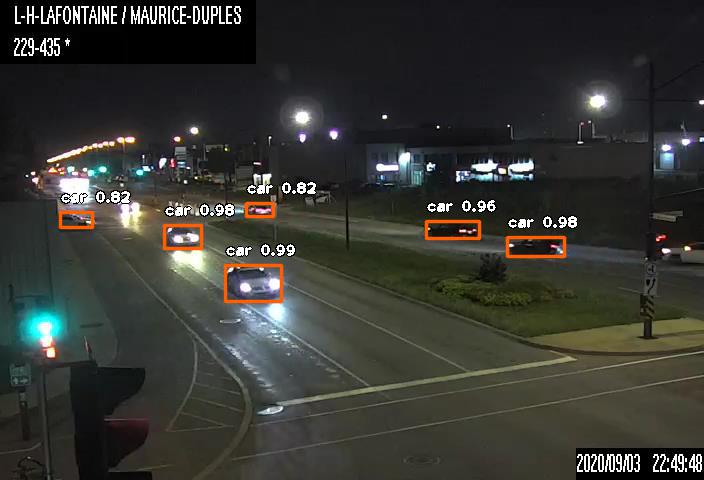 L-H-LAFONTAINE / MAURICE-DUPLES
229-435 *
car 0.82
car 0.82
car 0.98
car 0.96
car 0.98
car 0.99
2020/09/03 22:49:48